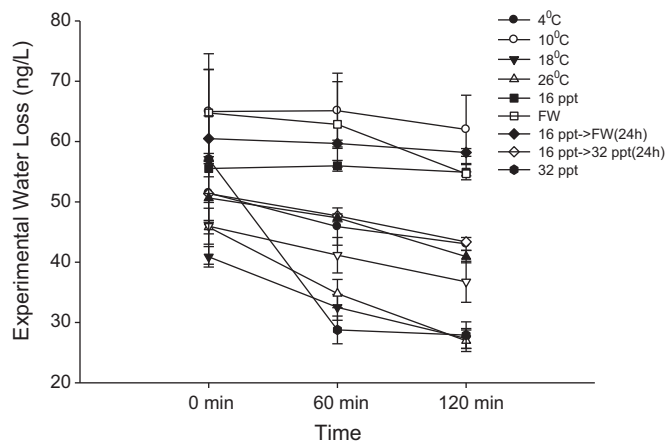 80
70
60
50
40
30
20
Experimental Water Loss (ng/L)
0 min
60 min
120 min
Time
4⁰C
10⁰C
18⁰C
26⁰C
16 ppt
FW
16 ppt->FW(24h)
16 ppt->32 ppt(24h)
32 ppt